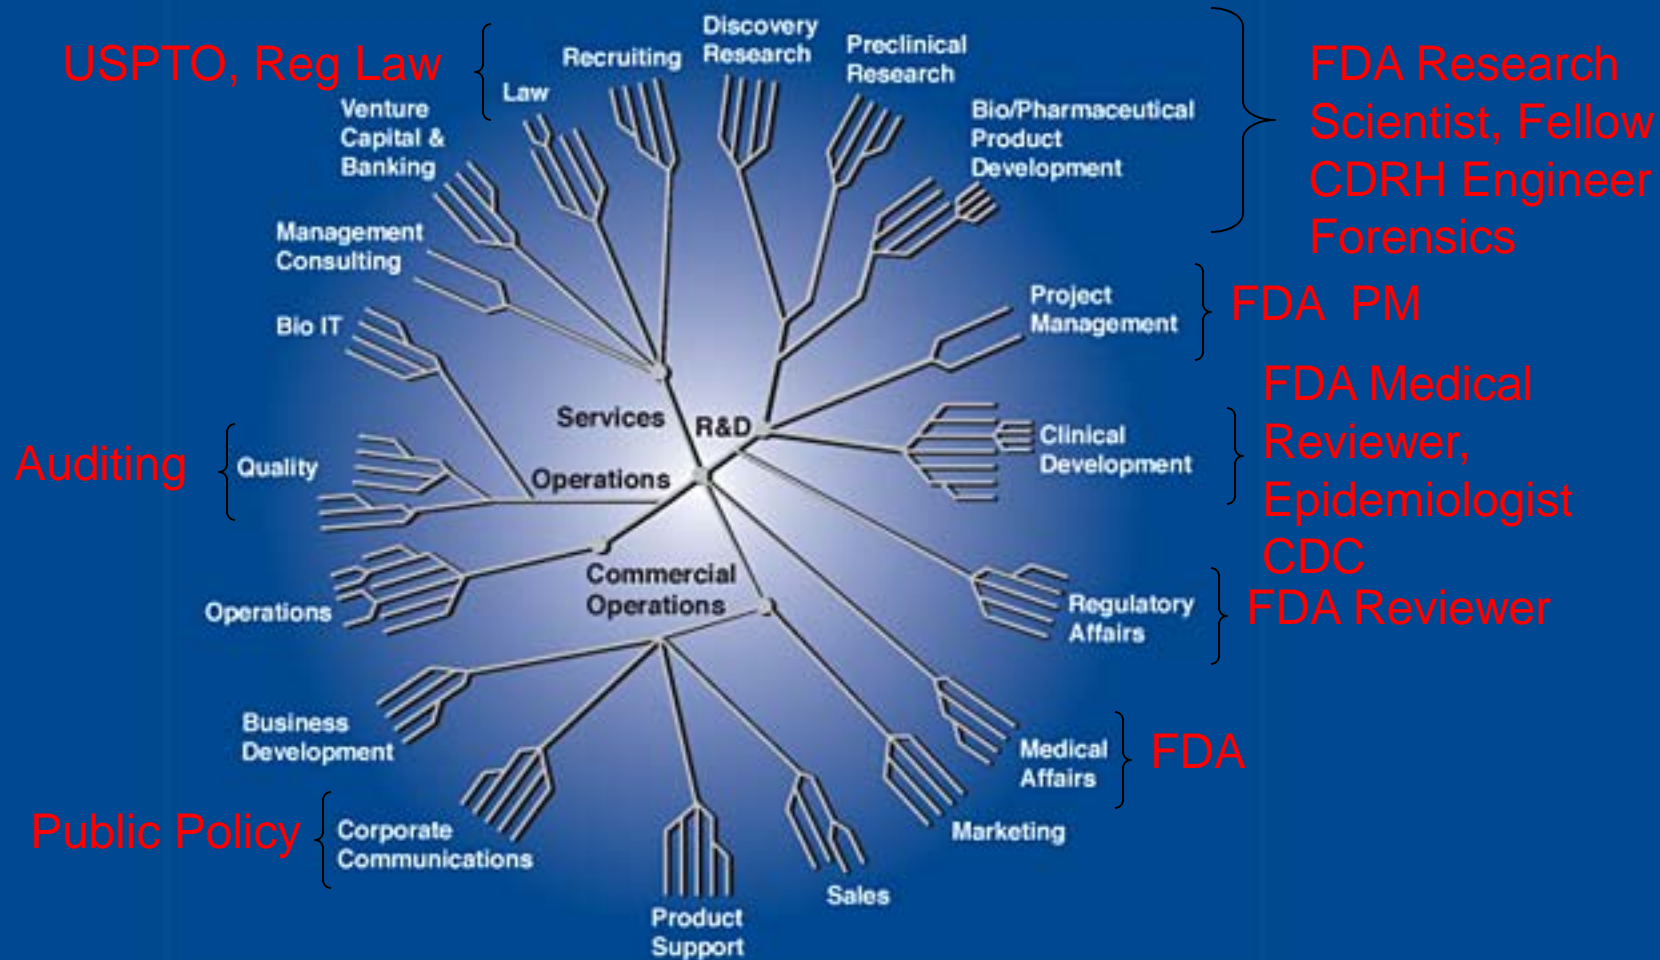 USPTO, Reg Law
Recruiting
Discovery
Research
Preclinical
Research
FDA Research
Scientist, Fellow
CDRH Engineer
Forensics
Law
Venture
Capital &
Banking
Bio/Pharmaceutical
Product
Development
Management
Consulting
Project
Management
FDA  PM
Bio IT
Services
R&D
Clinical
Development
FDA Medical
Reviewer,
Epidemiologist
CDC
Auditing
Quality
Operations
Commercial
Operations
Operations
Regulatory
Affairs
FDA Reviewer
Business
Development
Medical
Affairs
FDA
Public Policy
Corporate
Communications
Marketing
Sales
Product
Support